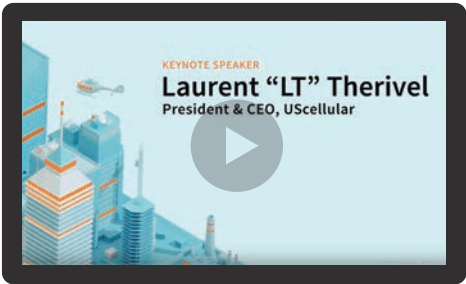 KEYNOTE SPEAKER
Laurent “LT” Therivel
President & CEO, UScellular